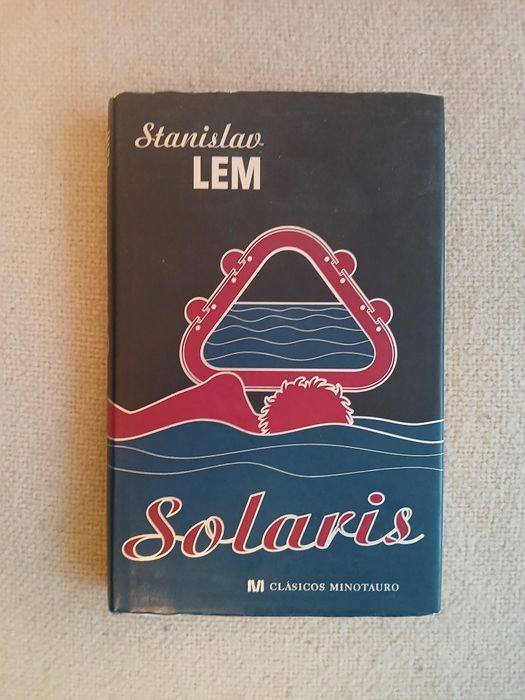 Stanislav
LEM
Solaris
M CLÁSICOS MINOTAURO